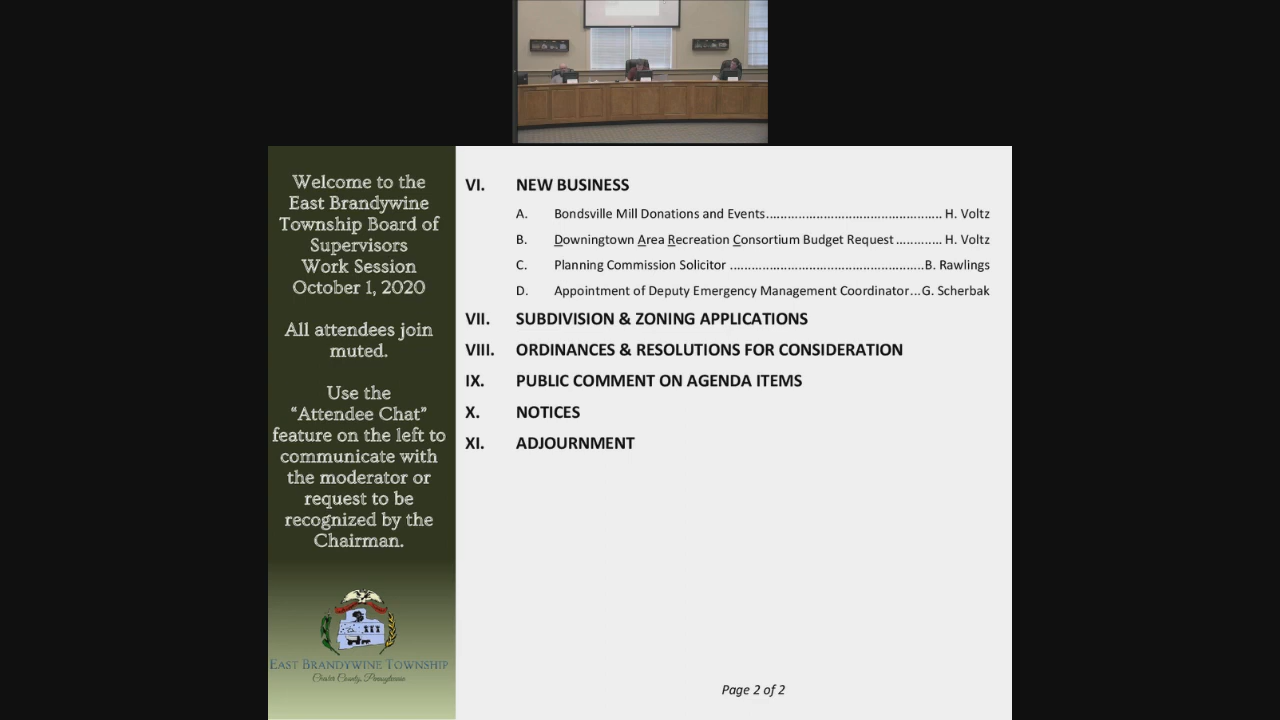 Welcome to the
East Brandywine
Township Board of
Supervisors
Work Session
October 1, 2020
All attendees join
muted.
Use the
“Attendee Chat”
feature on the left to
communicate with
the moderator or
request to be
recognized by the
Chairman.
EAST BRANDYWINE TOWNSHIP
Chester County, Pennsylvania
VI. NEW BUSINESS
A. Bondsville Mill Donations and Events............................................... H. Voltz
B. Downingtown Area Recreation Consortium Budget Request ............ H. Voltz
C. Planning Commission Solicitor ....................................................B. Rawlings
D. Appointment of Deputy Emergency Management Coordinator...G. Scherbak
VII. SUBDIVISION & ZONING APPLICATIONS
VIII. ORDINANCES & RESOLUTIONS FOR CONSIDERATION
IX. PUBLIC COMMENT ON AGENDA ITEMS
X. NOTICES
XI. ADJOURNMENT
Page 2 of 2